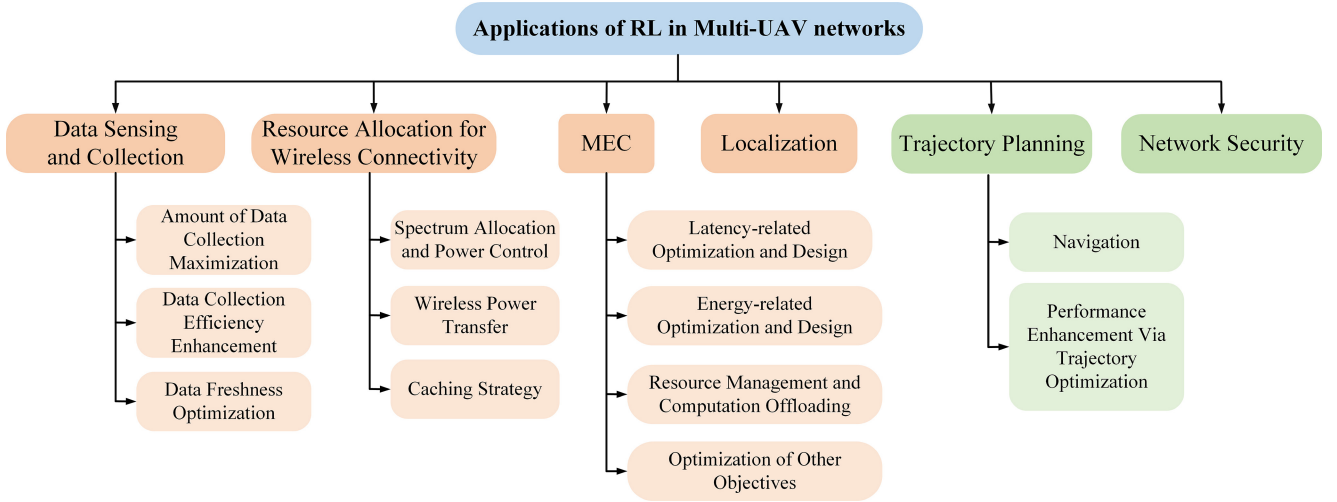 Applications of RL in Multi-UAV networks
Data Sensing
and Collection
Resource Allocation for
Wireless Connectivity
MEC
Localization
Trajectory Planning
Network Security
Amount of Data
Collection
Maximization
Data Collection
Efficiency
Enhancement
Data Freshness
Optimization
Spectrum Allocation
and Power Control
Wireless Power
Transfer
Caching Strategy
Latency-related
Optimization and Design
Energy-related
Optimization and Design
Resource Management and
Computation Offloading
Optimization of Other
Objectives
Navigation
Performance
Enhancement Via
Trajectory
Optimization